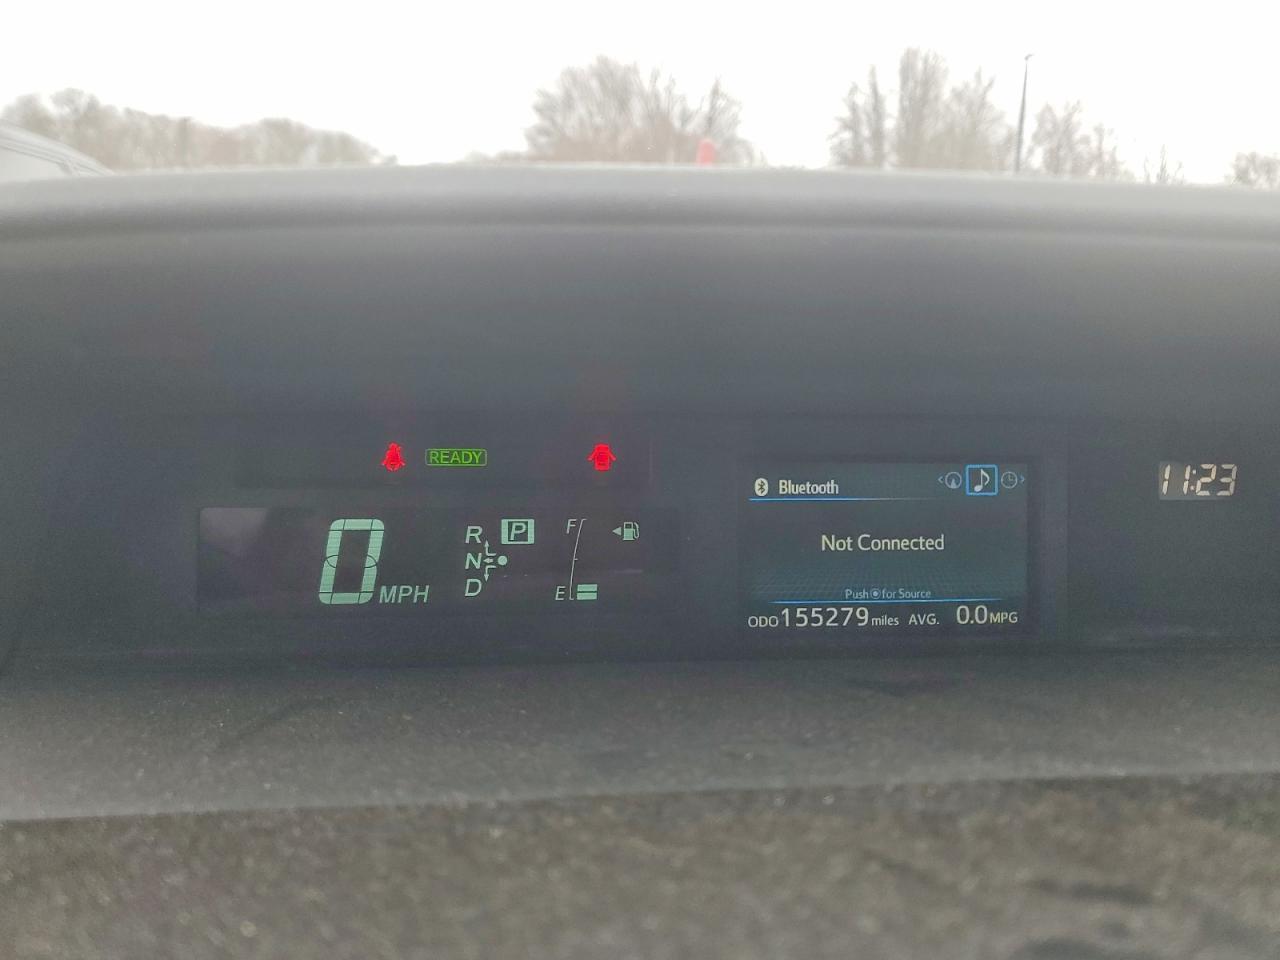 READY
0 MPH
R P
N
D
F
E
Bluetooth
Not Connected
Push for Source
ODO 155279 miles AVG. 0.0 MPG
11:23